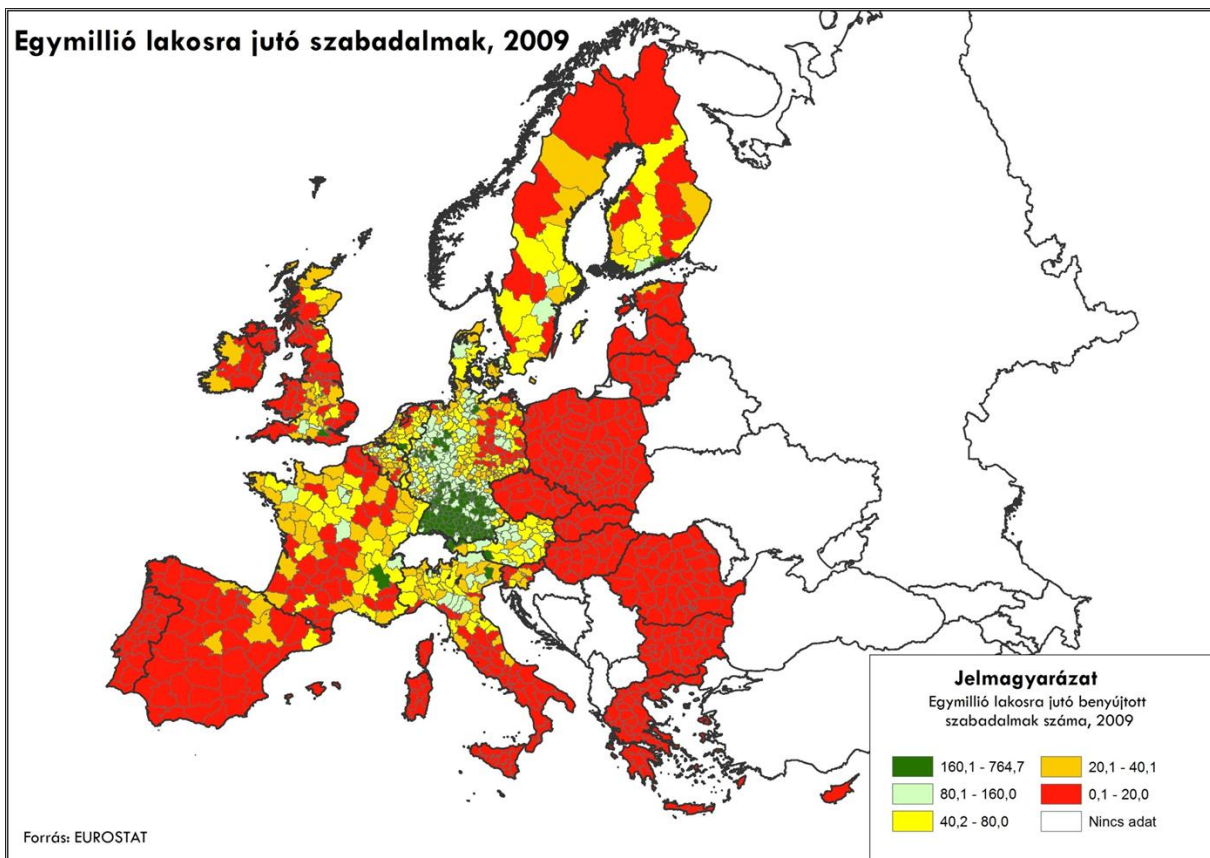 Egymillió lakosra jutó szabadalmak, 2009
Jelmagyarázat
Egymillió lakosra jutó benyújtott
szabadalmak száma, 2009
160,1 - 764,7
80,1 - 160,0
40,2 - 80,0
20,1 - 40,1
0,1 - 20,0
Nincs adat
Forrás: EUROSTAT